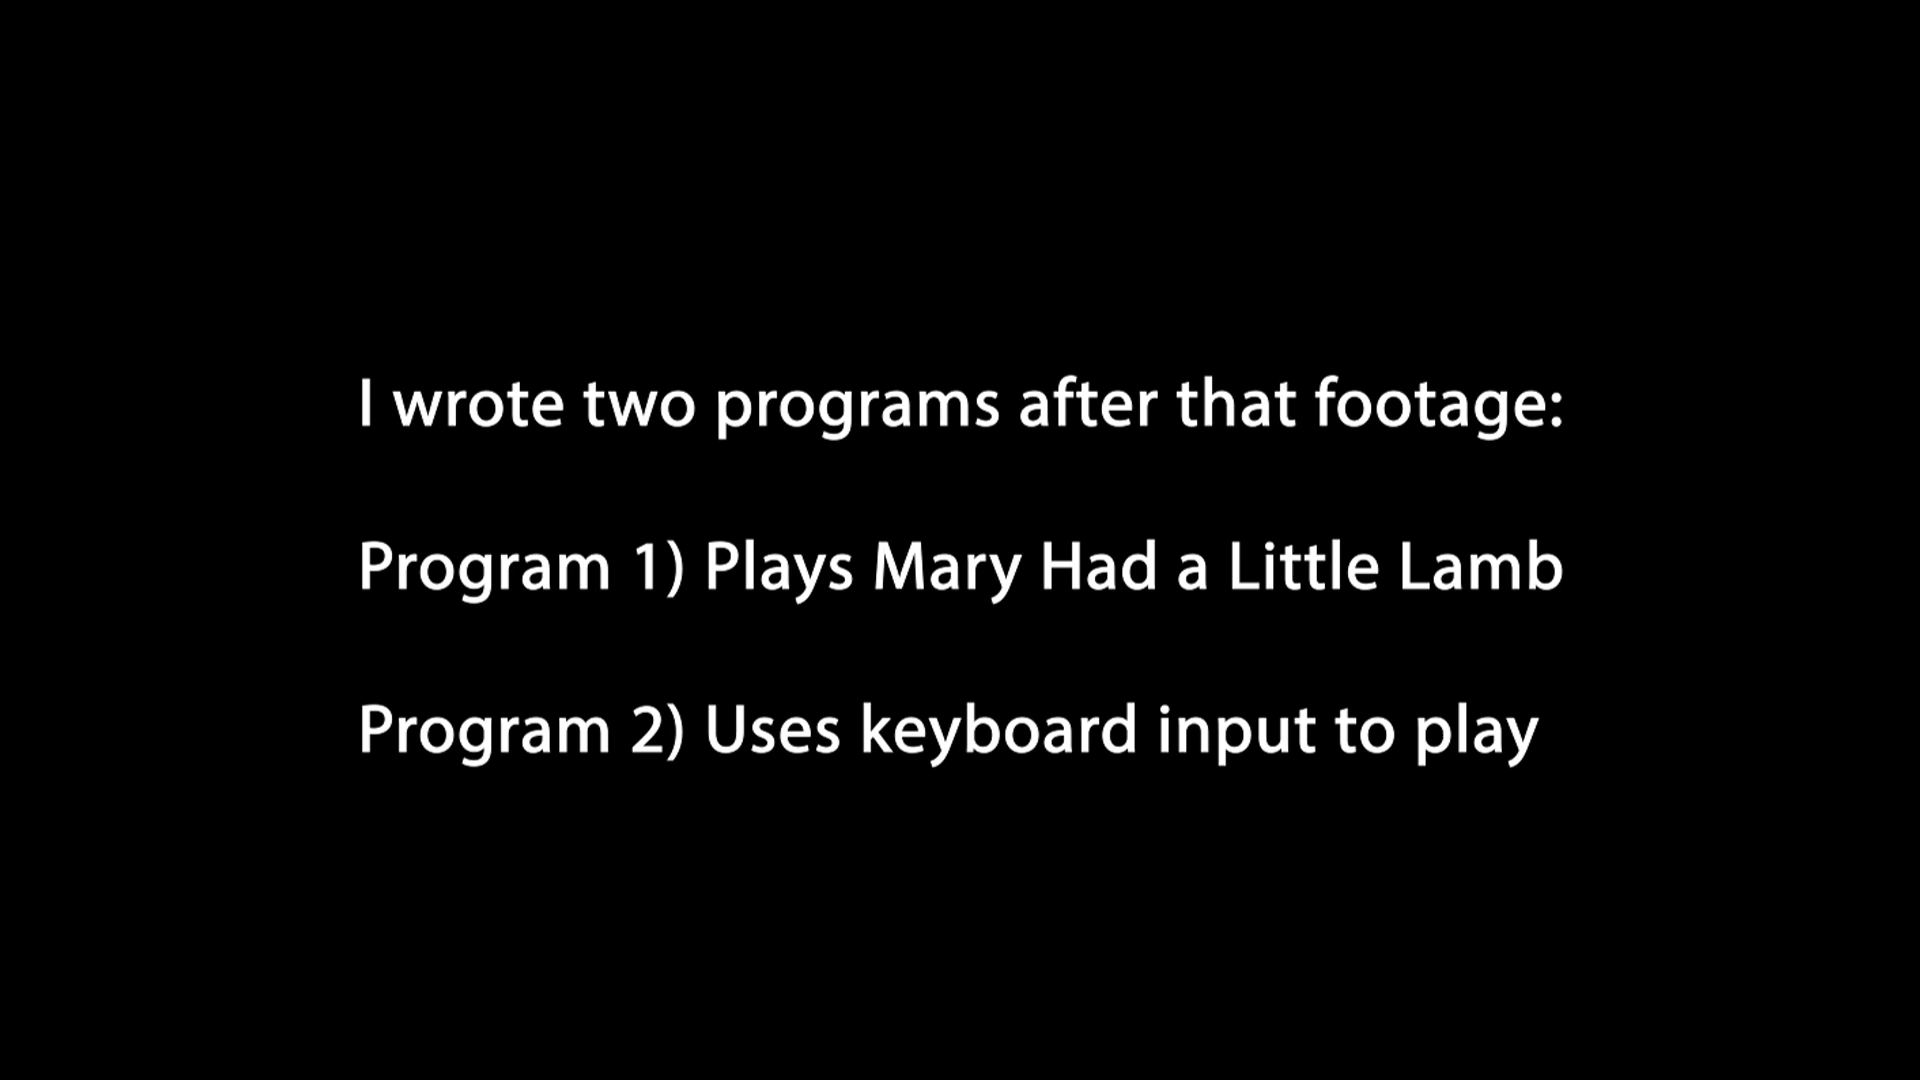 I wrote two programs after that footage:
Program 1) Plays Mary Had a Little Lamb
Program 2) Uses keyboard input to play